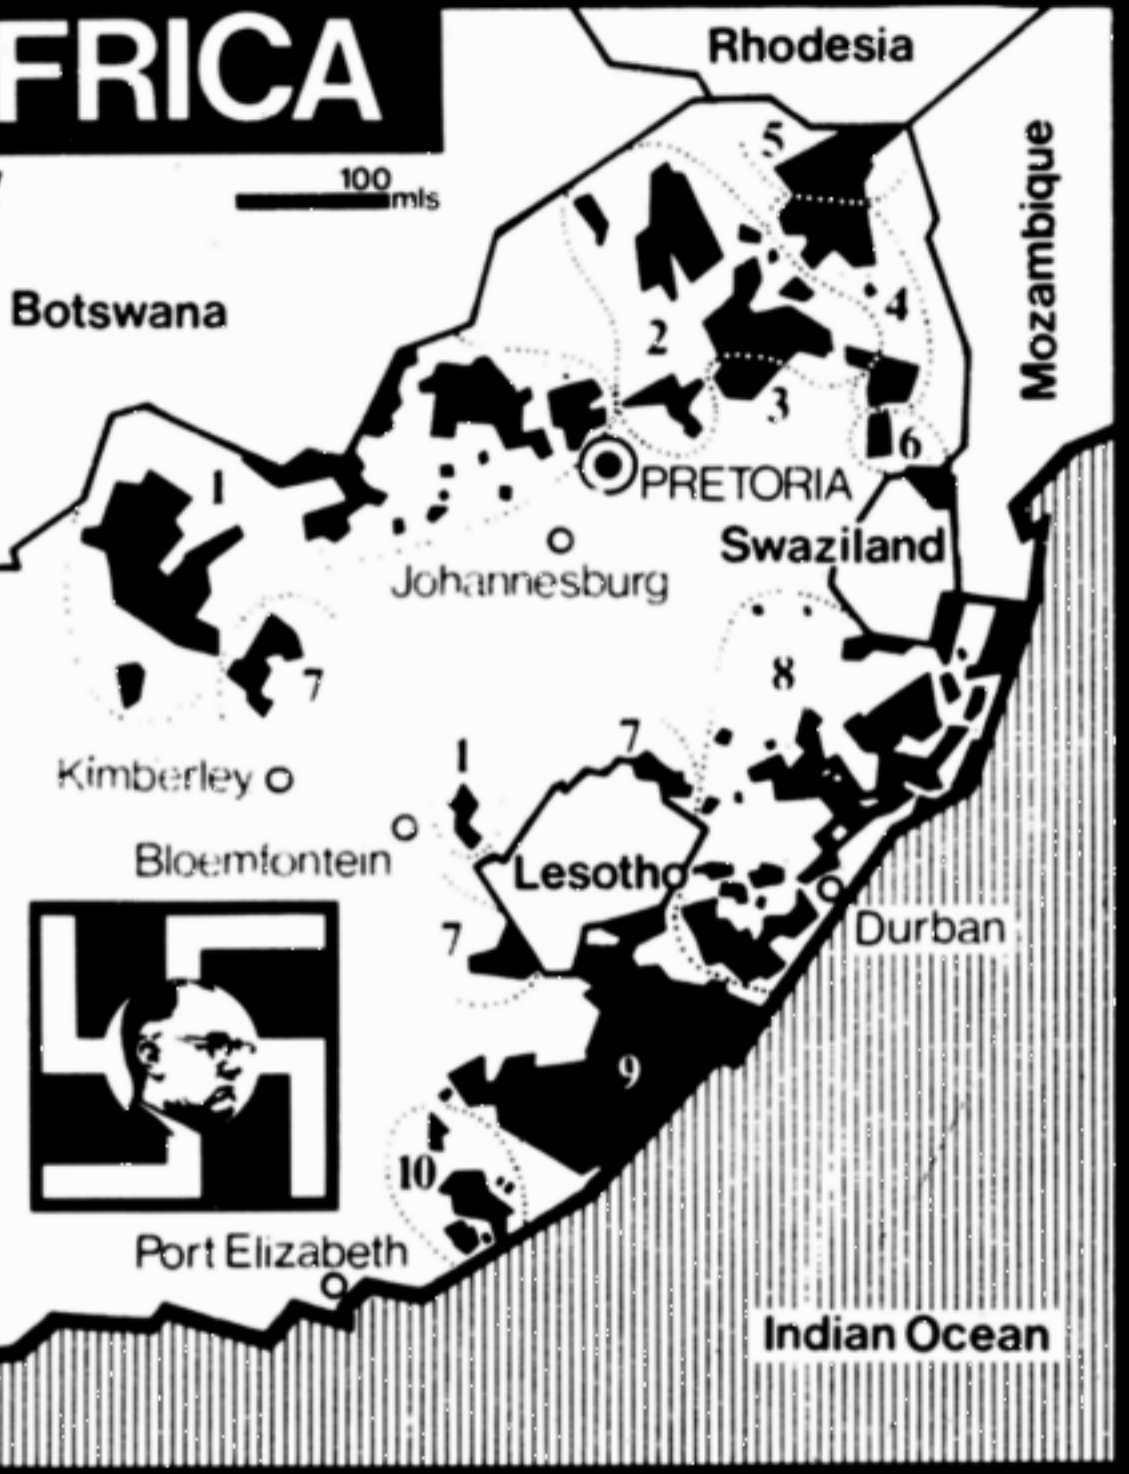 FRICA
Rhodesia
100
mls
Mozambique
5
Botswana
4
2
3
6
1
PRETORIA
Swaziland
Johannesburg
8
7
7
1
Kimberley
Bloemfontein
Lesotho
Durban
7
9
10
Port Elizabeth
Indian Ocean